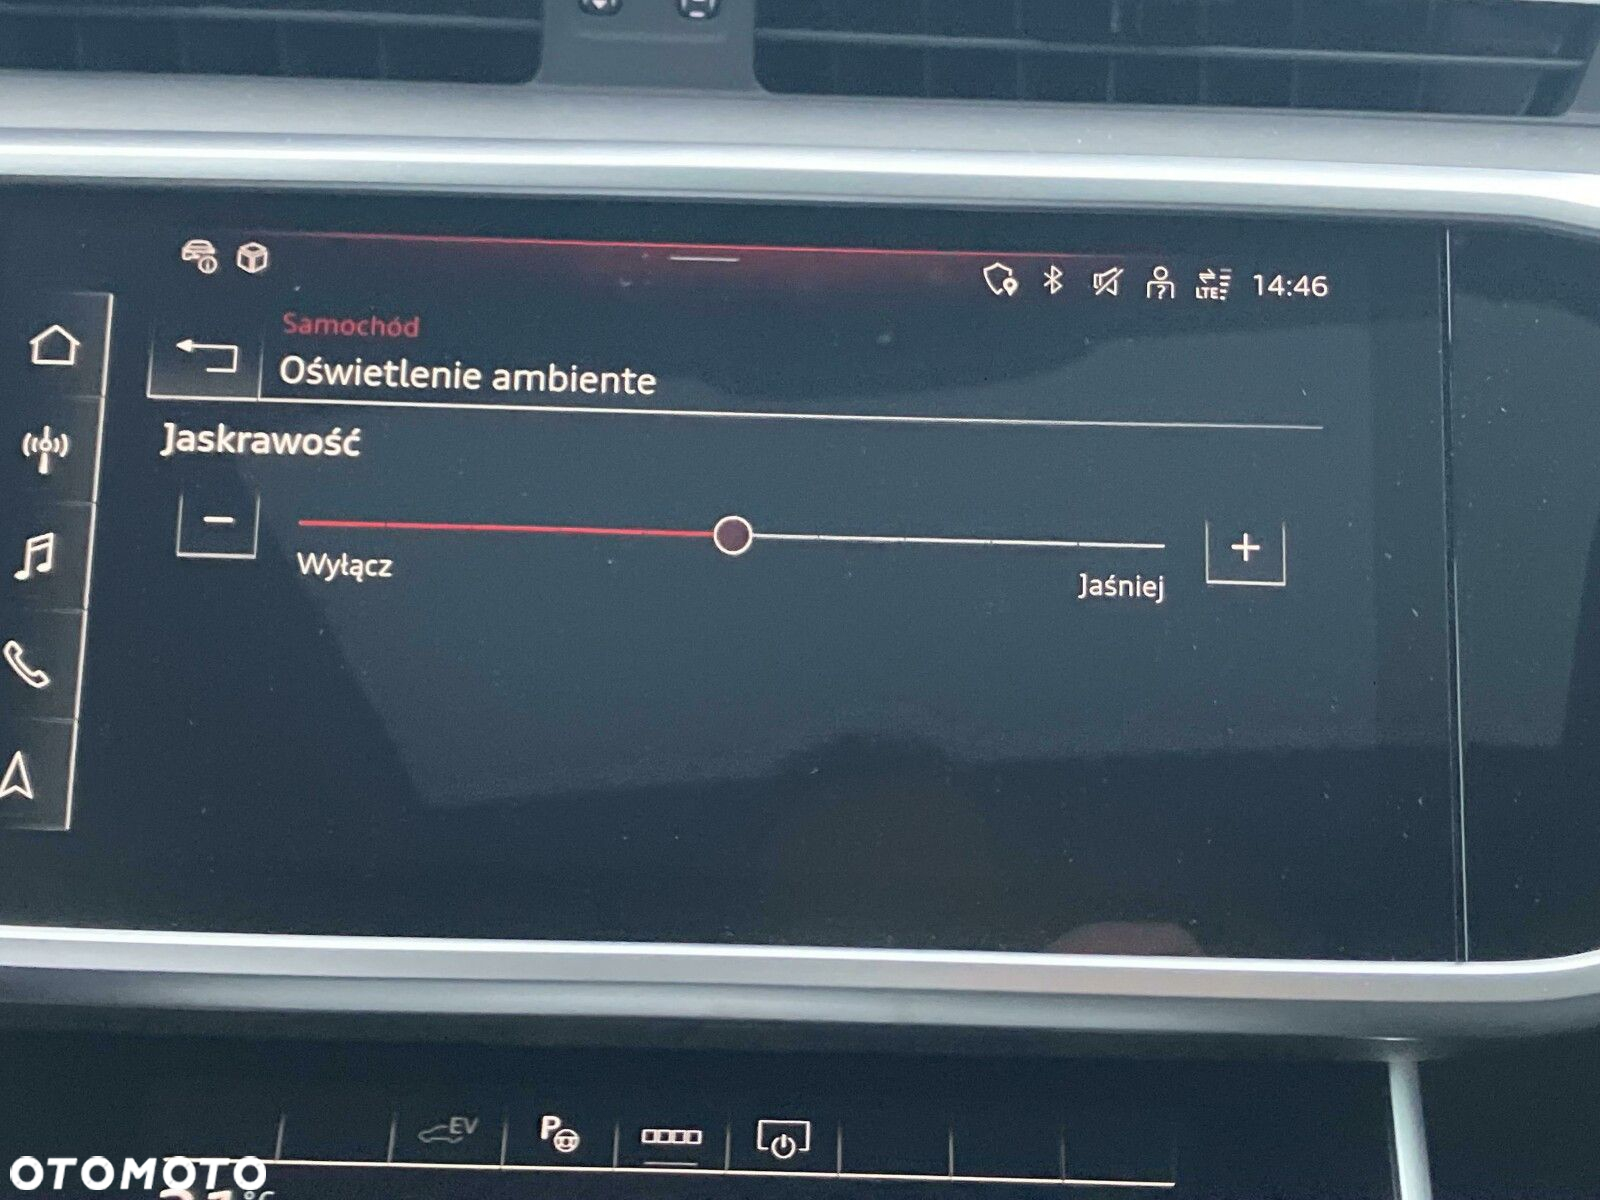 LTE
14:46
Samochód
Oświetlenie ambiente
Jaskrawość
Wyłącz
Jaśniej
EV
P
OTOMOTO